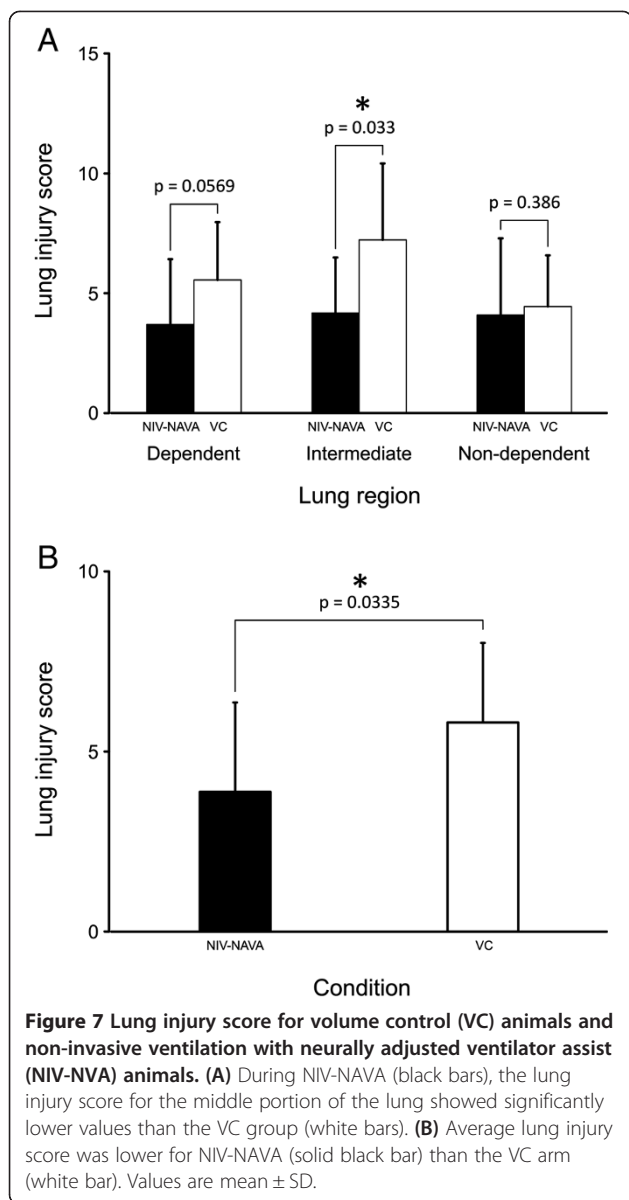 A
15
10
5
0
Lung injury score
p = 0.0569
*
p = 0.033
p = 0.386
NIV-NAVA VC NIV-NAVA VC NIV-NAVA VC
Dependent Intermediate Non-dependent
Lung region
B
10
5
0
Lung injury score
*
p = 0.0335
NIV-NAVA VC
Condition
Figure 7 Lung injury score for volume control (VC) animals and
non-invasive ventilation with neurally adjusted ventilator assist
(NIV-NVA) animals. (A) During NIV-NAVA (black bars), the lung
injury score for the middle portion of the lung showed significantly
lower values than the VC group (white bars). (B) Average lung injury
score was lower for NIV-NAVA (solid black bar) than the VC arm
(white bar). Values are mean ± SD.